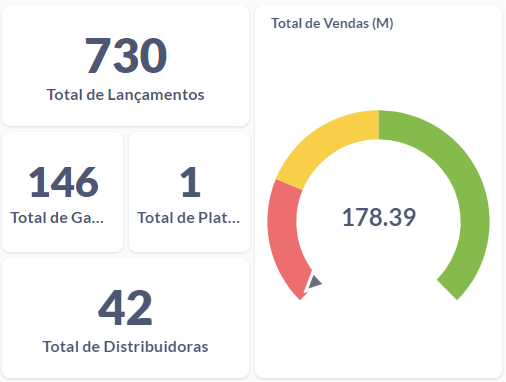 730
Total de Lançamentos
146
Total de Ga...
1
Total de Plat...
42
Total de Distribuidoras
Total de Vendas (M)
178.39